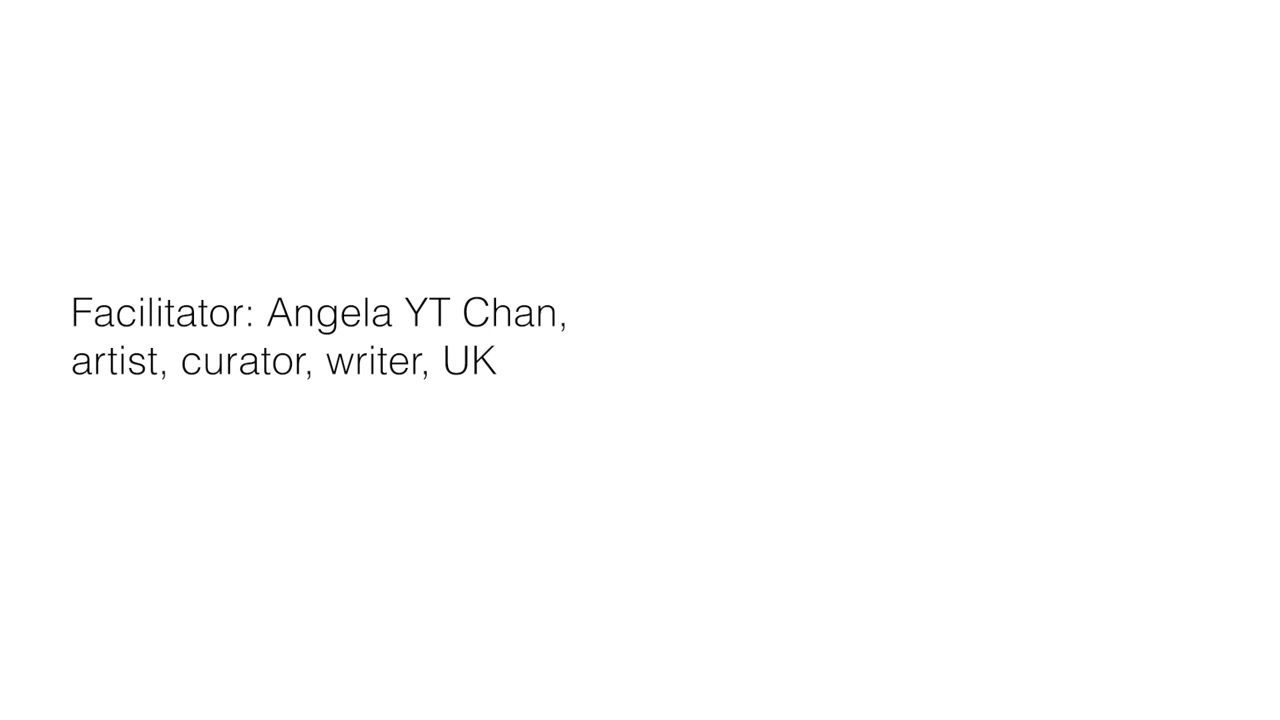 Facilitator: Angela YT Chan,
artist, curator, writer, UK